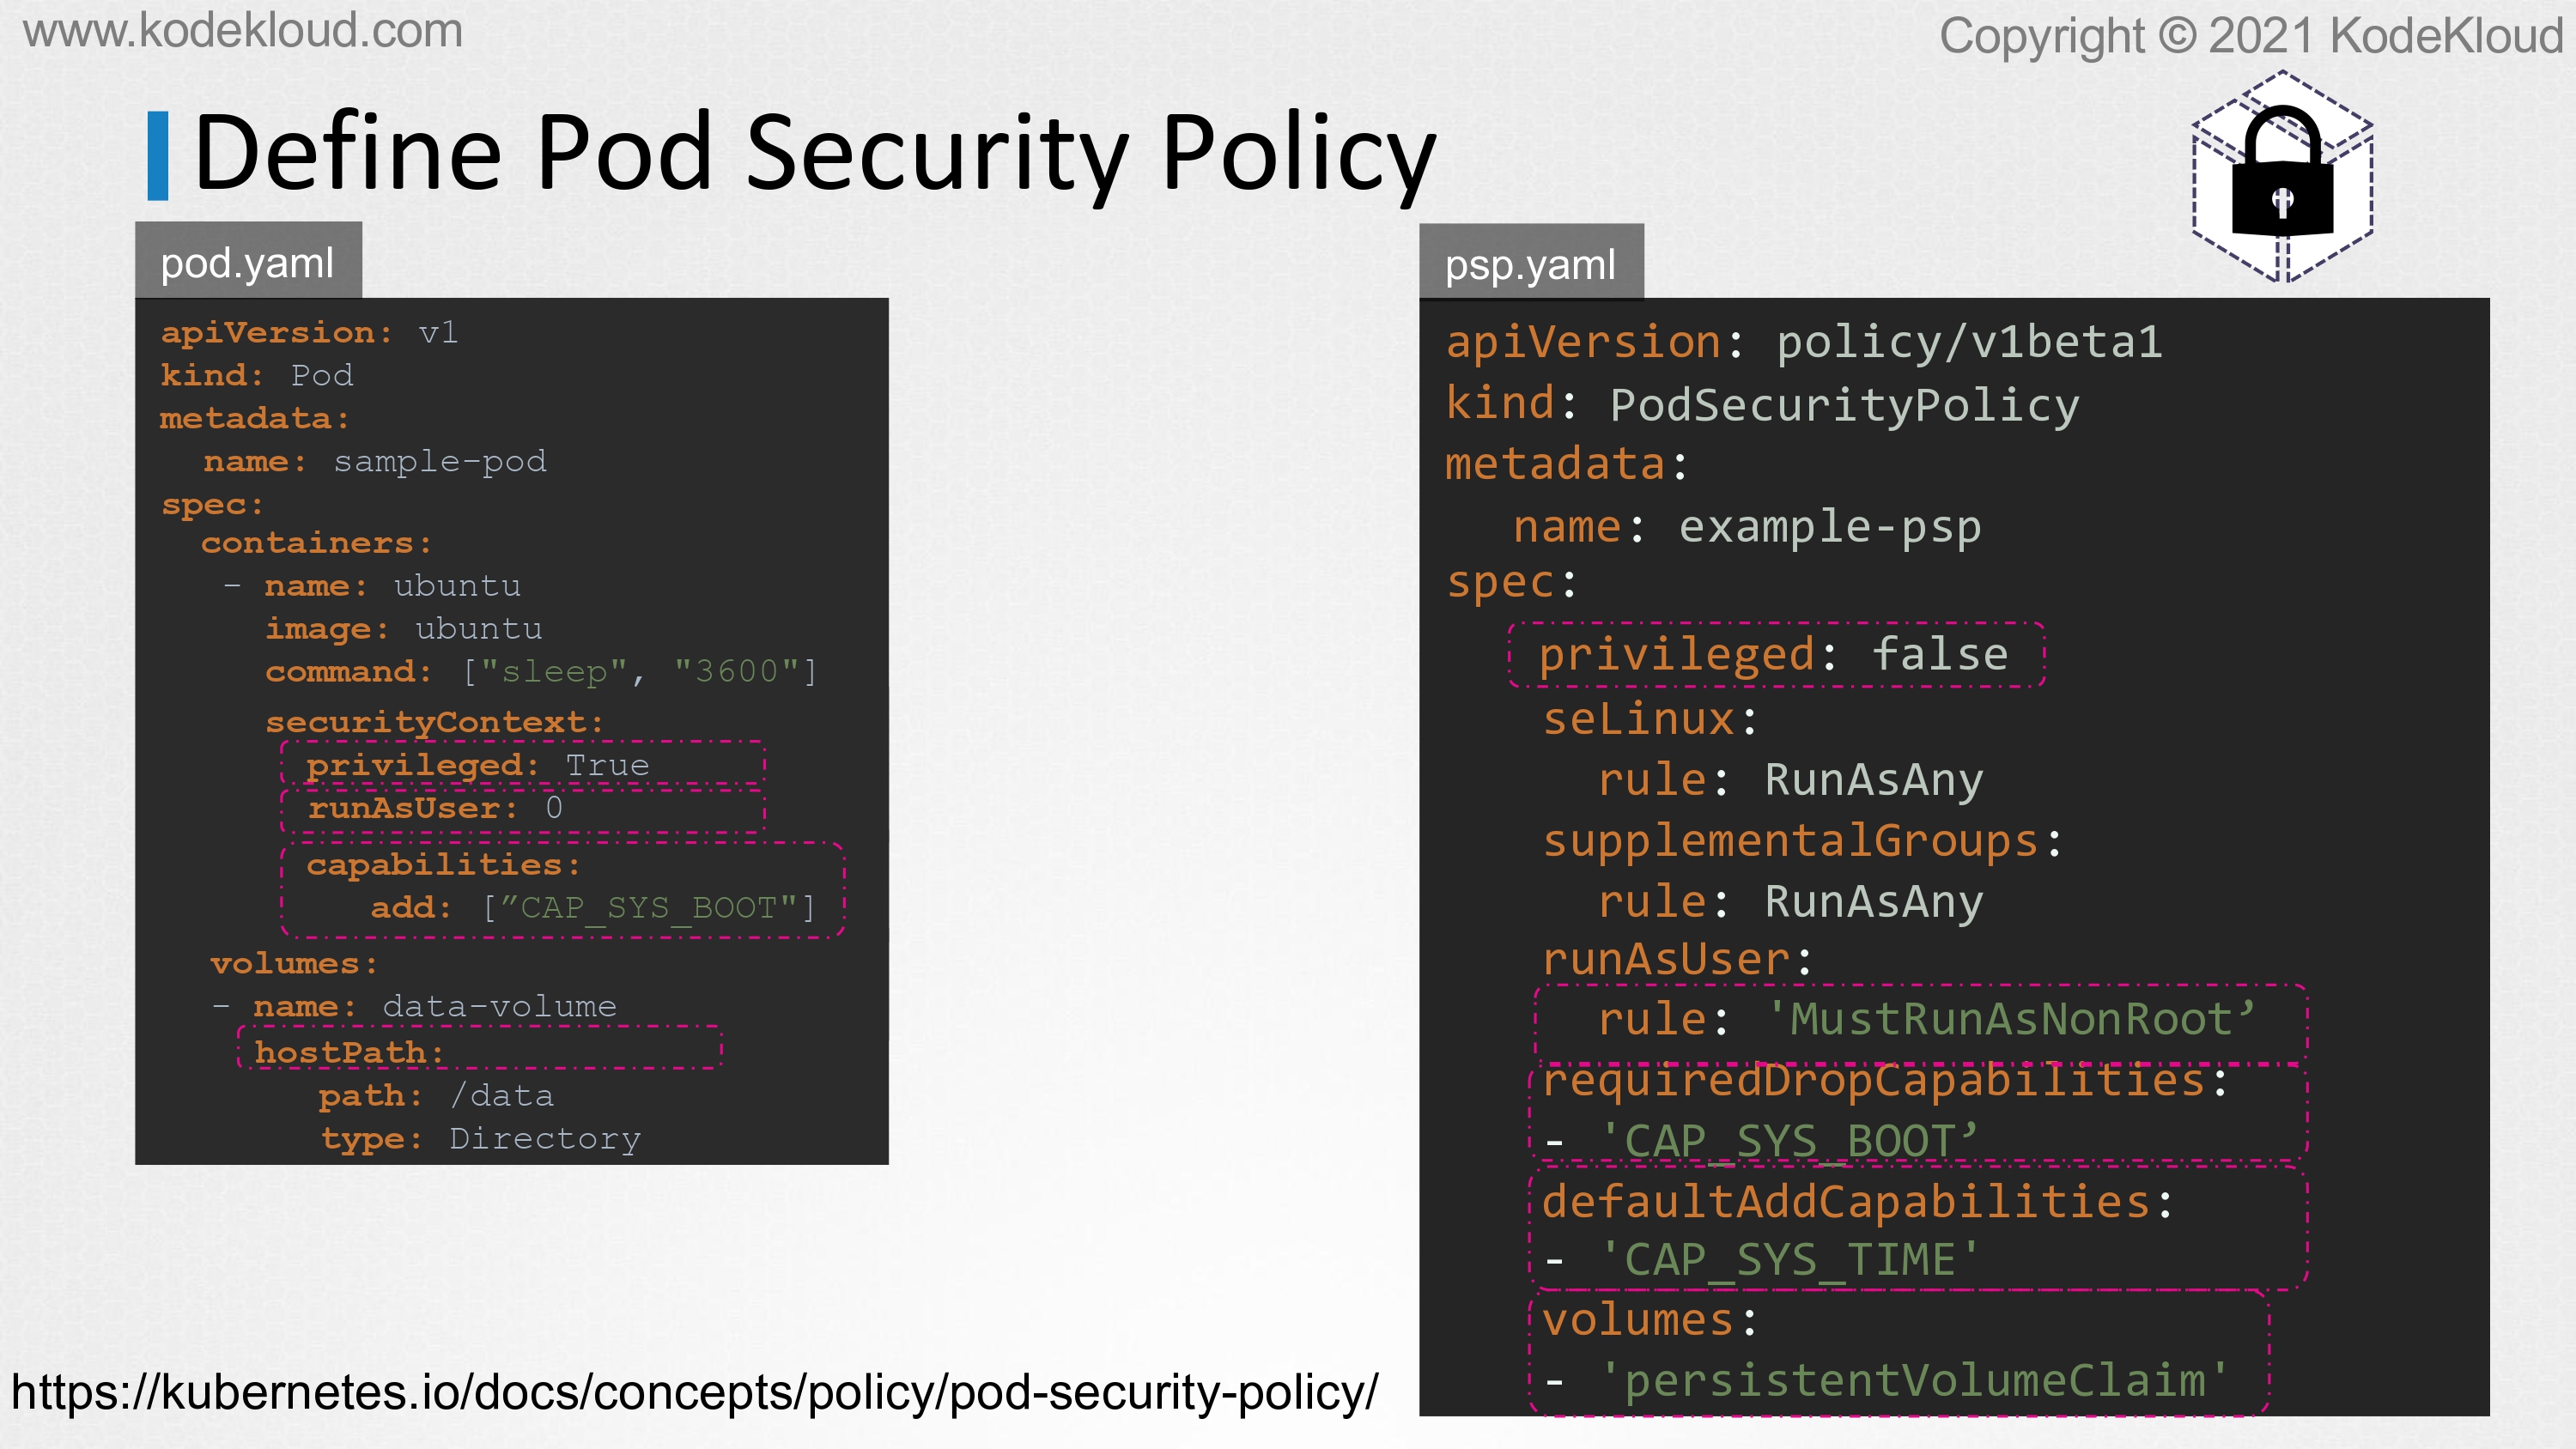 www.kodekloud.com
Copyright © 2021 KodeKloud
Define Pod Security Policy
pod.yaml
apiVersion: v1
kind: Pod
metadata:
  name: sample-pod
spec:
  containers:
   - name: ubuntu
     image: ubuntu
     command: ["sleep", "3600"]
     securityContext:
       privileged: True
       runAsUser: 0
       capabilities:
          add: [”CAP_SYS_BOOT"]
  volumes:
  - name: data-volume
    hostPath:
       path: /data
       type: Directory
psp.yaml
apiVersion: policy/v1beta1
kind: PodSecurityPolicy
metadata:
  name: example-psp
spec:
   privileged: false
   seLinux:
     rule: RunAsAny
   supplementalGroups:
     rule: RunAsAny
   runAsUser:
     rule: 'MustRunAsNonRoot’
   requiredDropCapabilities:
   - 'CAP_SYS_BOOT’
   defaultAddCapabilities:
   - 'CAP_SYS_TIME'
   volumes:
   - 'persistentVolumeClaim'
https://kubernetes.io/docs/concepts/policy/pod-security-policy/